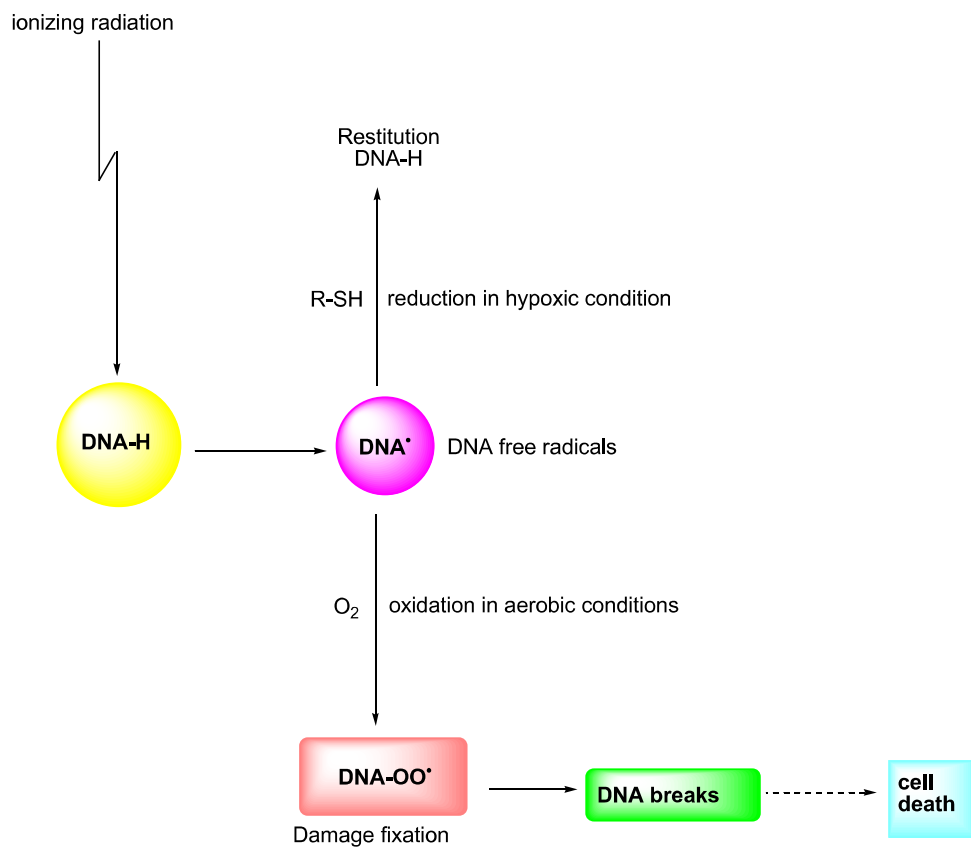 ionizing radiation
Restitution
DNA-H
R-SH
reduction in hypoxic condition
DNA-H
DNA•
DNA free radicals
O₂
oxidation in aerobic conditions
DNA-OO•
Damage fixation
DNA breaks
cell
death